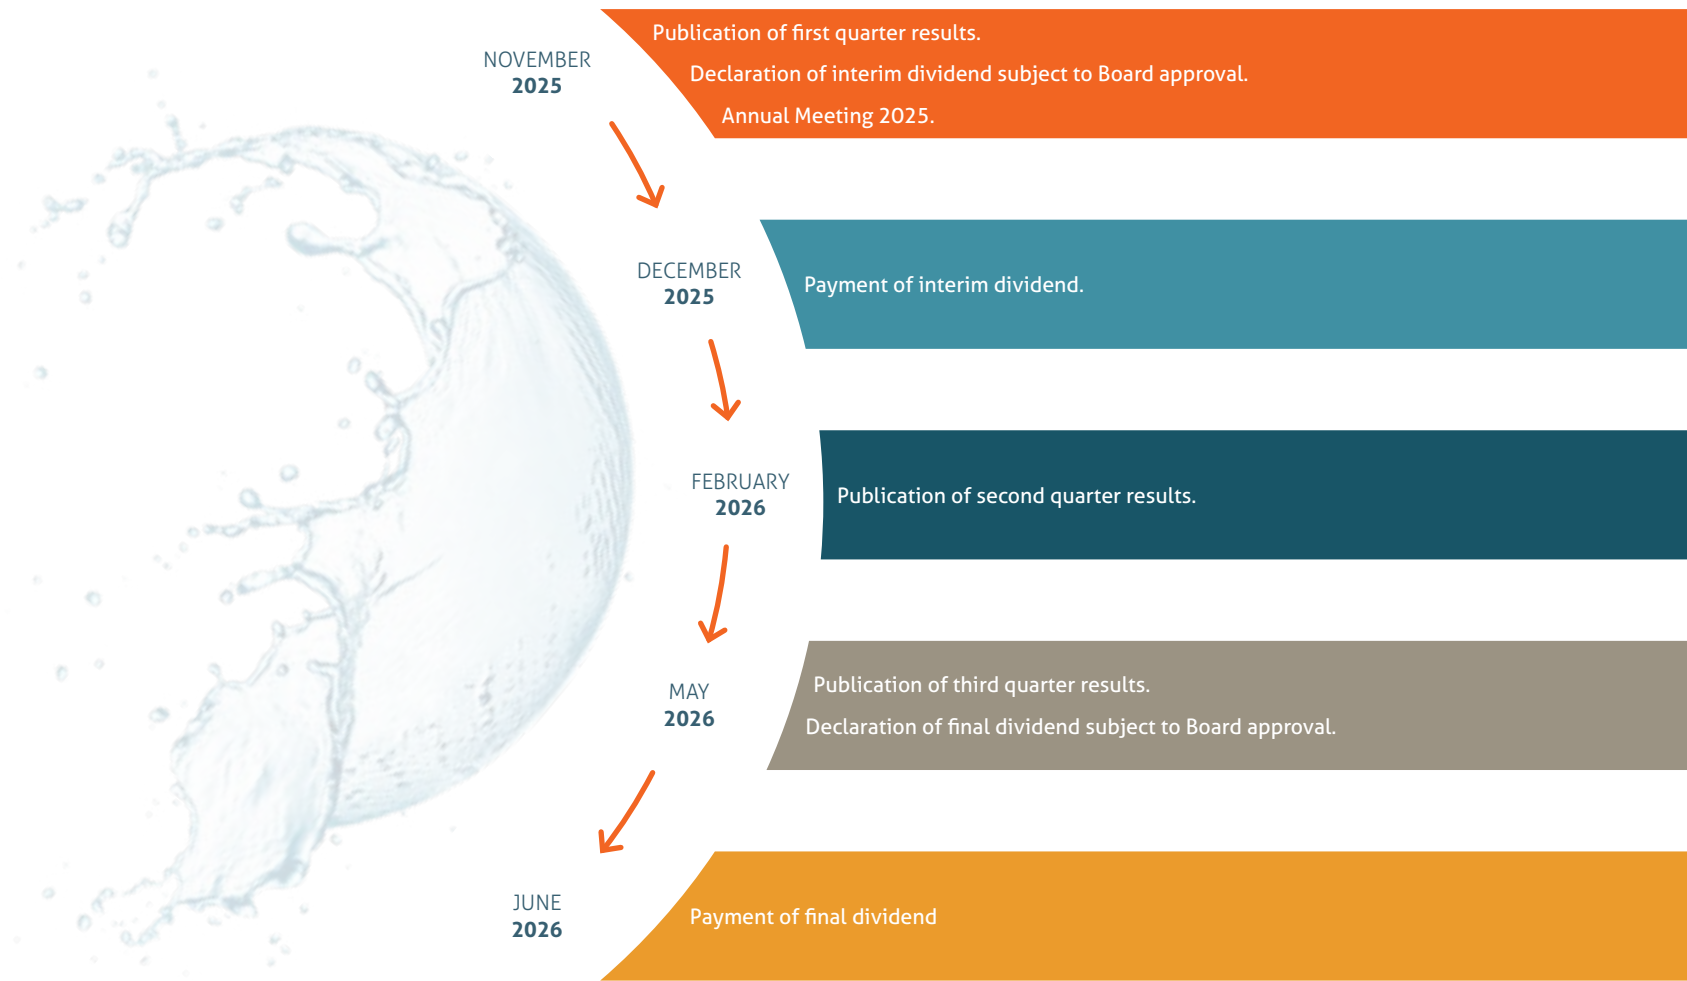 NOVEMBER
2025
Publication of first quarter results.
Declaration of interim dividend subject to Board approval.
Annual Meeting 2025.
DECEMBER
2025
Payment of interim dividend.
FEBRUARY
2026
Publication of second quarter results.
MAY
2026
Publication of third quarter results.
Declaration of final dividend subject to Board approval.
JUNE
2026
Payment of final dividend